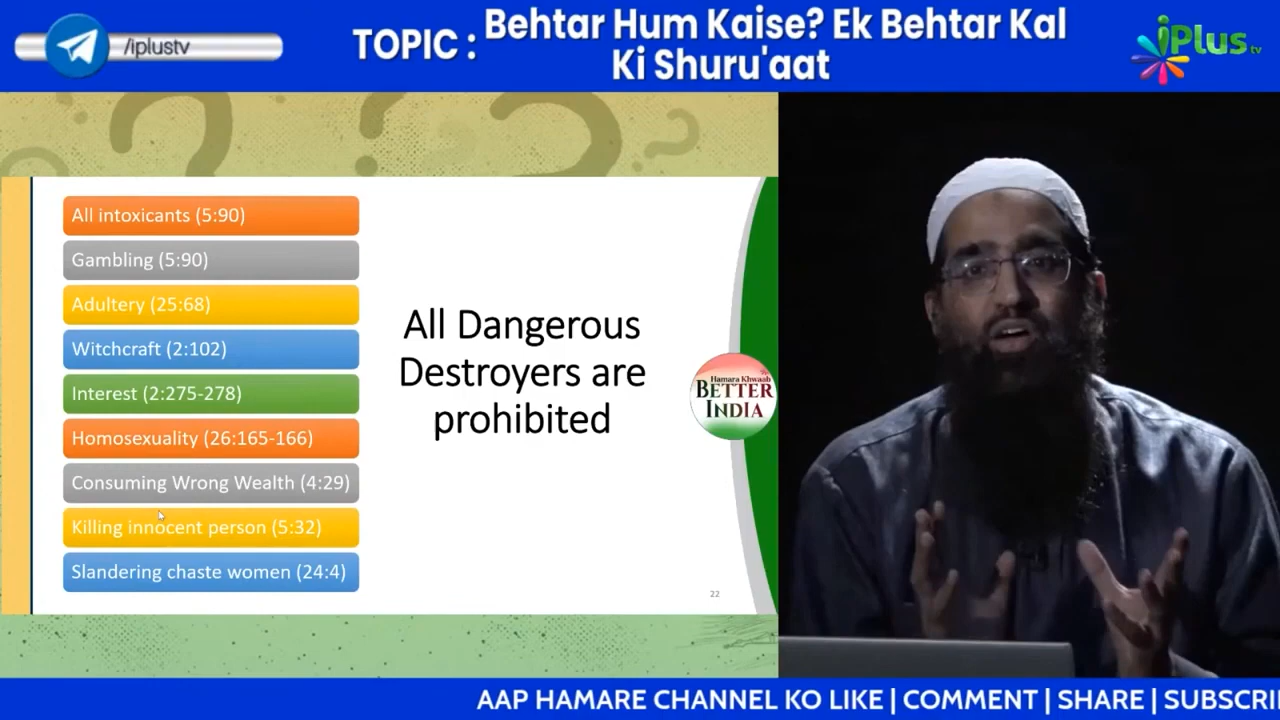 /iplustv
TOPIC : Behtar Hum Kaise? Ek Behtar Kal
Ki Shuru'aat
iPlus tv
All intoxicants (5:90)
Gambling (5:90)
Adultery (25:68)
Witchcraft (2:102)
Interest (2:275-278)
Homosexuality (26:165-166)
Consuming Wrong Wealth (4:29)
Killing innocent person (5:32)
Slandering chaste women (24:4)
All Dangerous
Destroyers are
prohibited
Hamara Khwaab
BETTER
INDIA
22
AAP HAMARE CHANNEL KO LIKE | COMMENT | SHARE | SUBSCRI